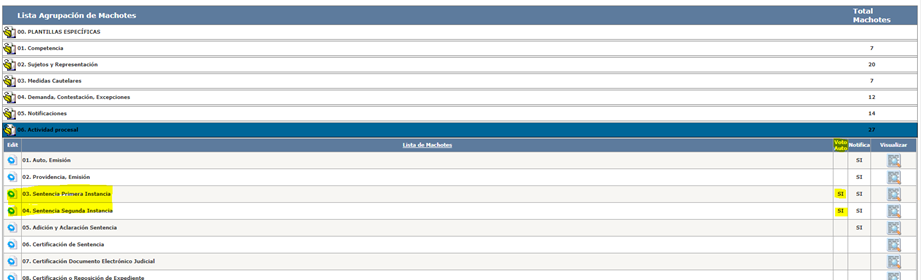 Lista Agrupación de Machotes Total Machotes
00. PLANTILLAS ESPECÍFICAS
01. Competencia 7
02. Sujetos y Representación 20
03. Medidas Cautelares 7
04. Demanda, Contestación, Excepciones 12
05. Notificaciones 14
06. Actividad procesal 27
Edit Lista de Machotes Voto Auto Notifica Visualizar
01. Auto, Emisión SI
02. Providencia, Emisión SI
03. Sentencia Primera Instancia SI SI
04. Sentencia Segunda Instancia SI SI
05. Adición y Aclaración Sentencia SI
06. Certificación de Sentencia
07. Certificación Documento Electrónico Judicial
08. Certificación o Reposición de Expediente